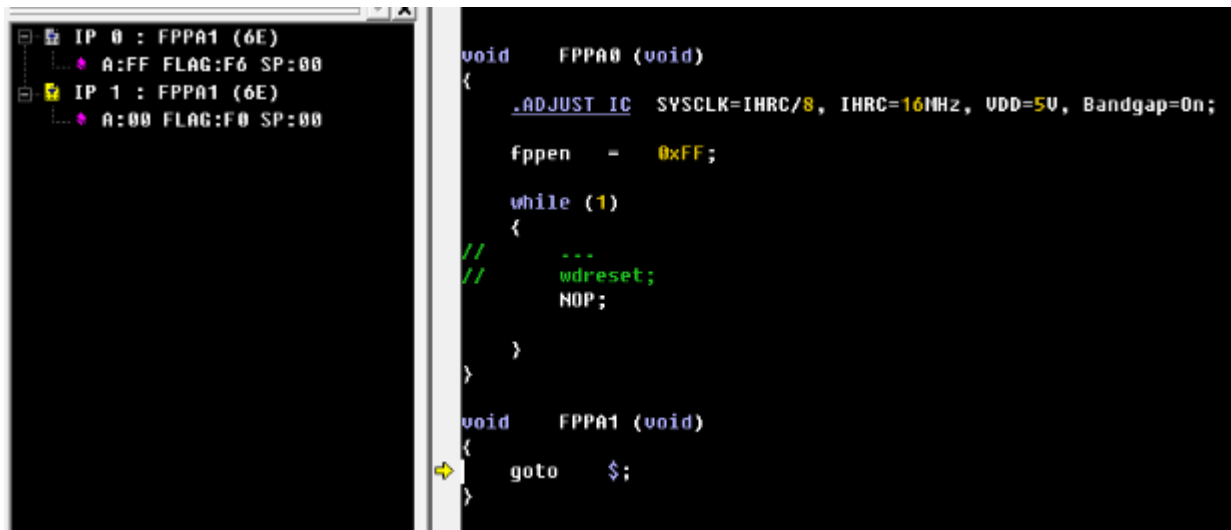 IP 0 : FPPA1 (6E)
A:FF FLAG:F6 SP:00
IP 1 : FPPA1 (6E)
A:00 FLAG:F0 SP:00
void FPPA0 (void)
{
.ADJUST_IC SYSCLK=IHRC/8, IHRC=16MHz, VDD=5V, Bandgap=On;
fppen = 0xFF;
while (1)
{
// ...
// wdreset;
NOP;
}
}
void FPPA1 (void)
{
goto $;
}